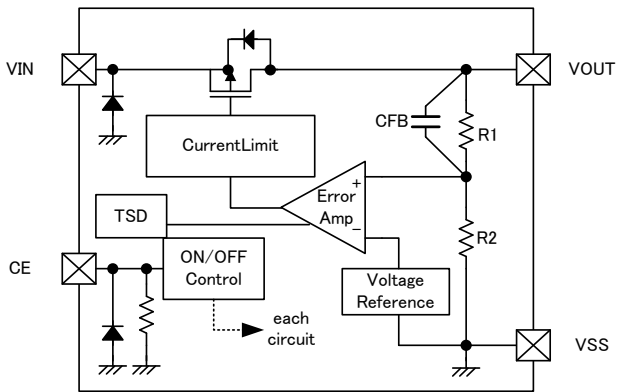 VIN
VOUT
CFB
R1
CurrentLimit
+
Error
Amp
-
TSD
R2
CE
ON/OFF
Control
Voltage
Reference
each
circuit
VSS